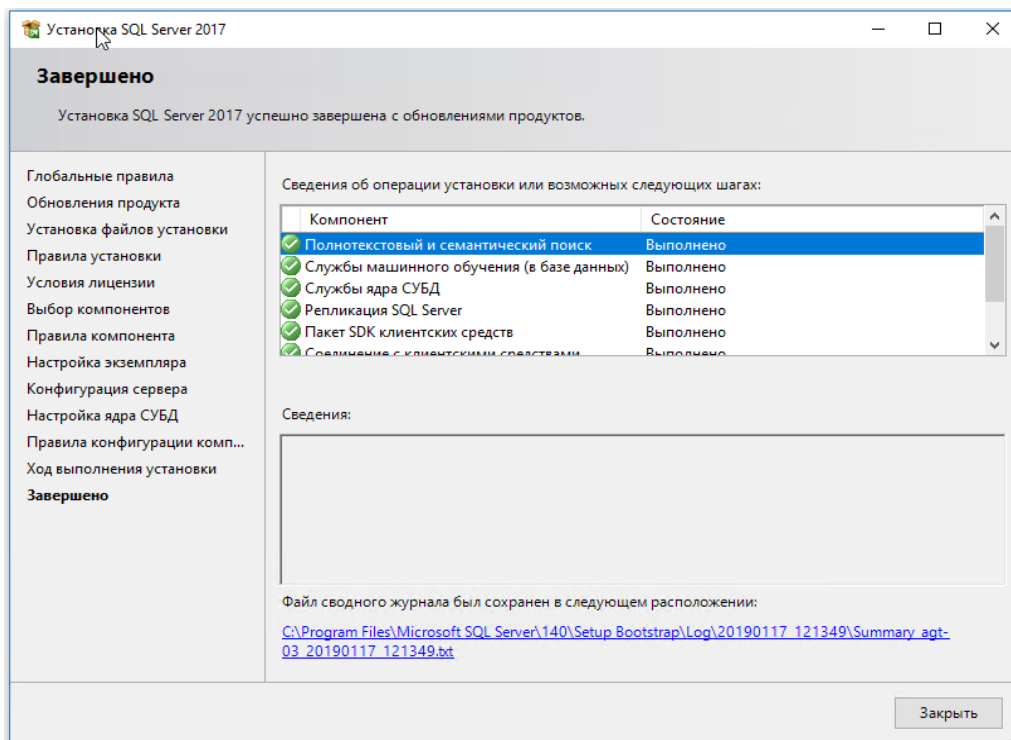 Установка SQL Server 2017
Завершено
Установка SQL Server 2017 успешно завершена с обновлениями продуктов.
Глобальные правила
Обновления продукта
Установка файлов установки
Правила установки
Условия лицензии
Выбор компонентов
Правила компонента
Настройка экземпляра
Конфигурация сервера
Настройка ядра СУБД
Правила конфигурации комп...
Ход выполнения установки
Завершено
Сведения об операции установки или возможных следующих шагах:
Компонент Состояние
Полнотекстовый и семантический поиск Выполнено
Службы машинного обучения (в базе данных) Выполнено
Службы ядра СУБД Выполнено
Репликация SQL Server Выполнено
Пакет SDK клиентских средств Выполнено
Соединение с клиентскими средствами Выполнено
Сведения:
Файл сводного журнала был сохранен в следующем расположении:
C:\Program Files\Microsoft SQL Server\140\Setup Bootstrap\Log\20190117_121349\Summary_agt-
03_20190117_121349.txt
Закрыть